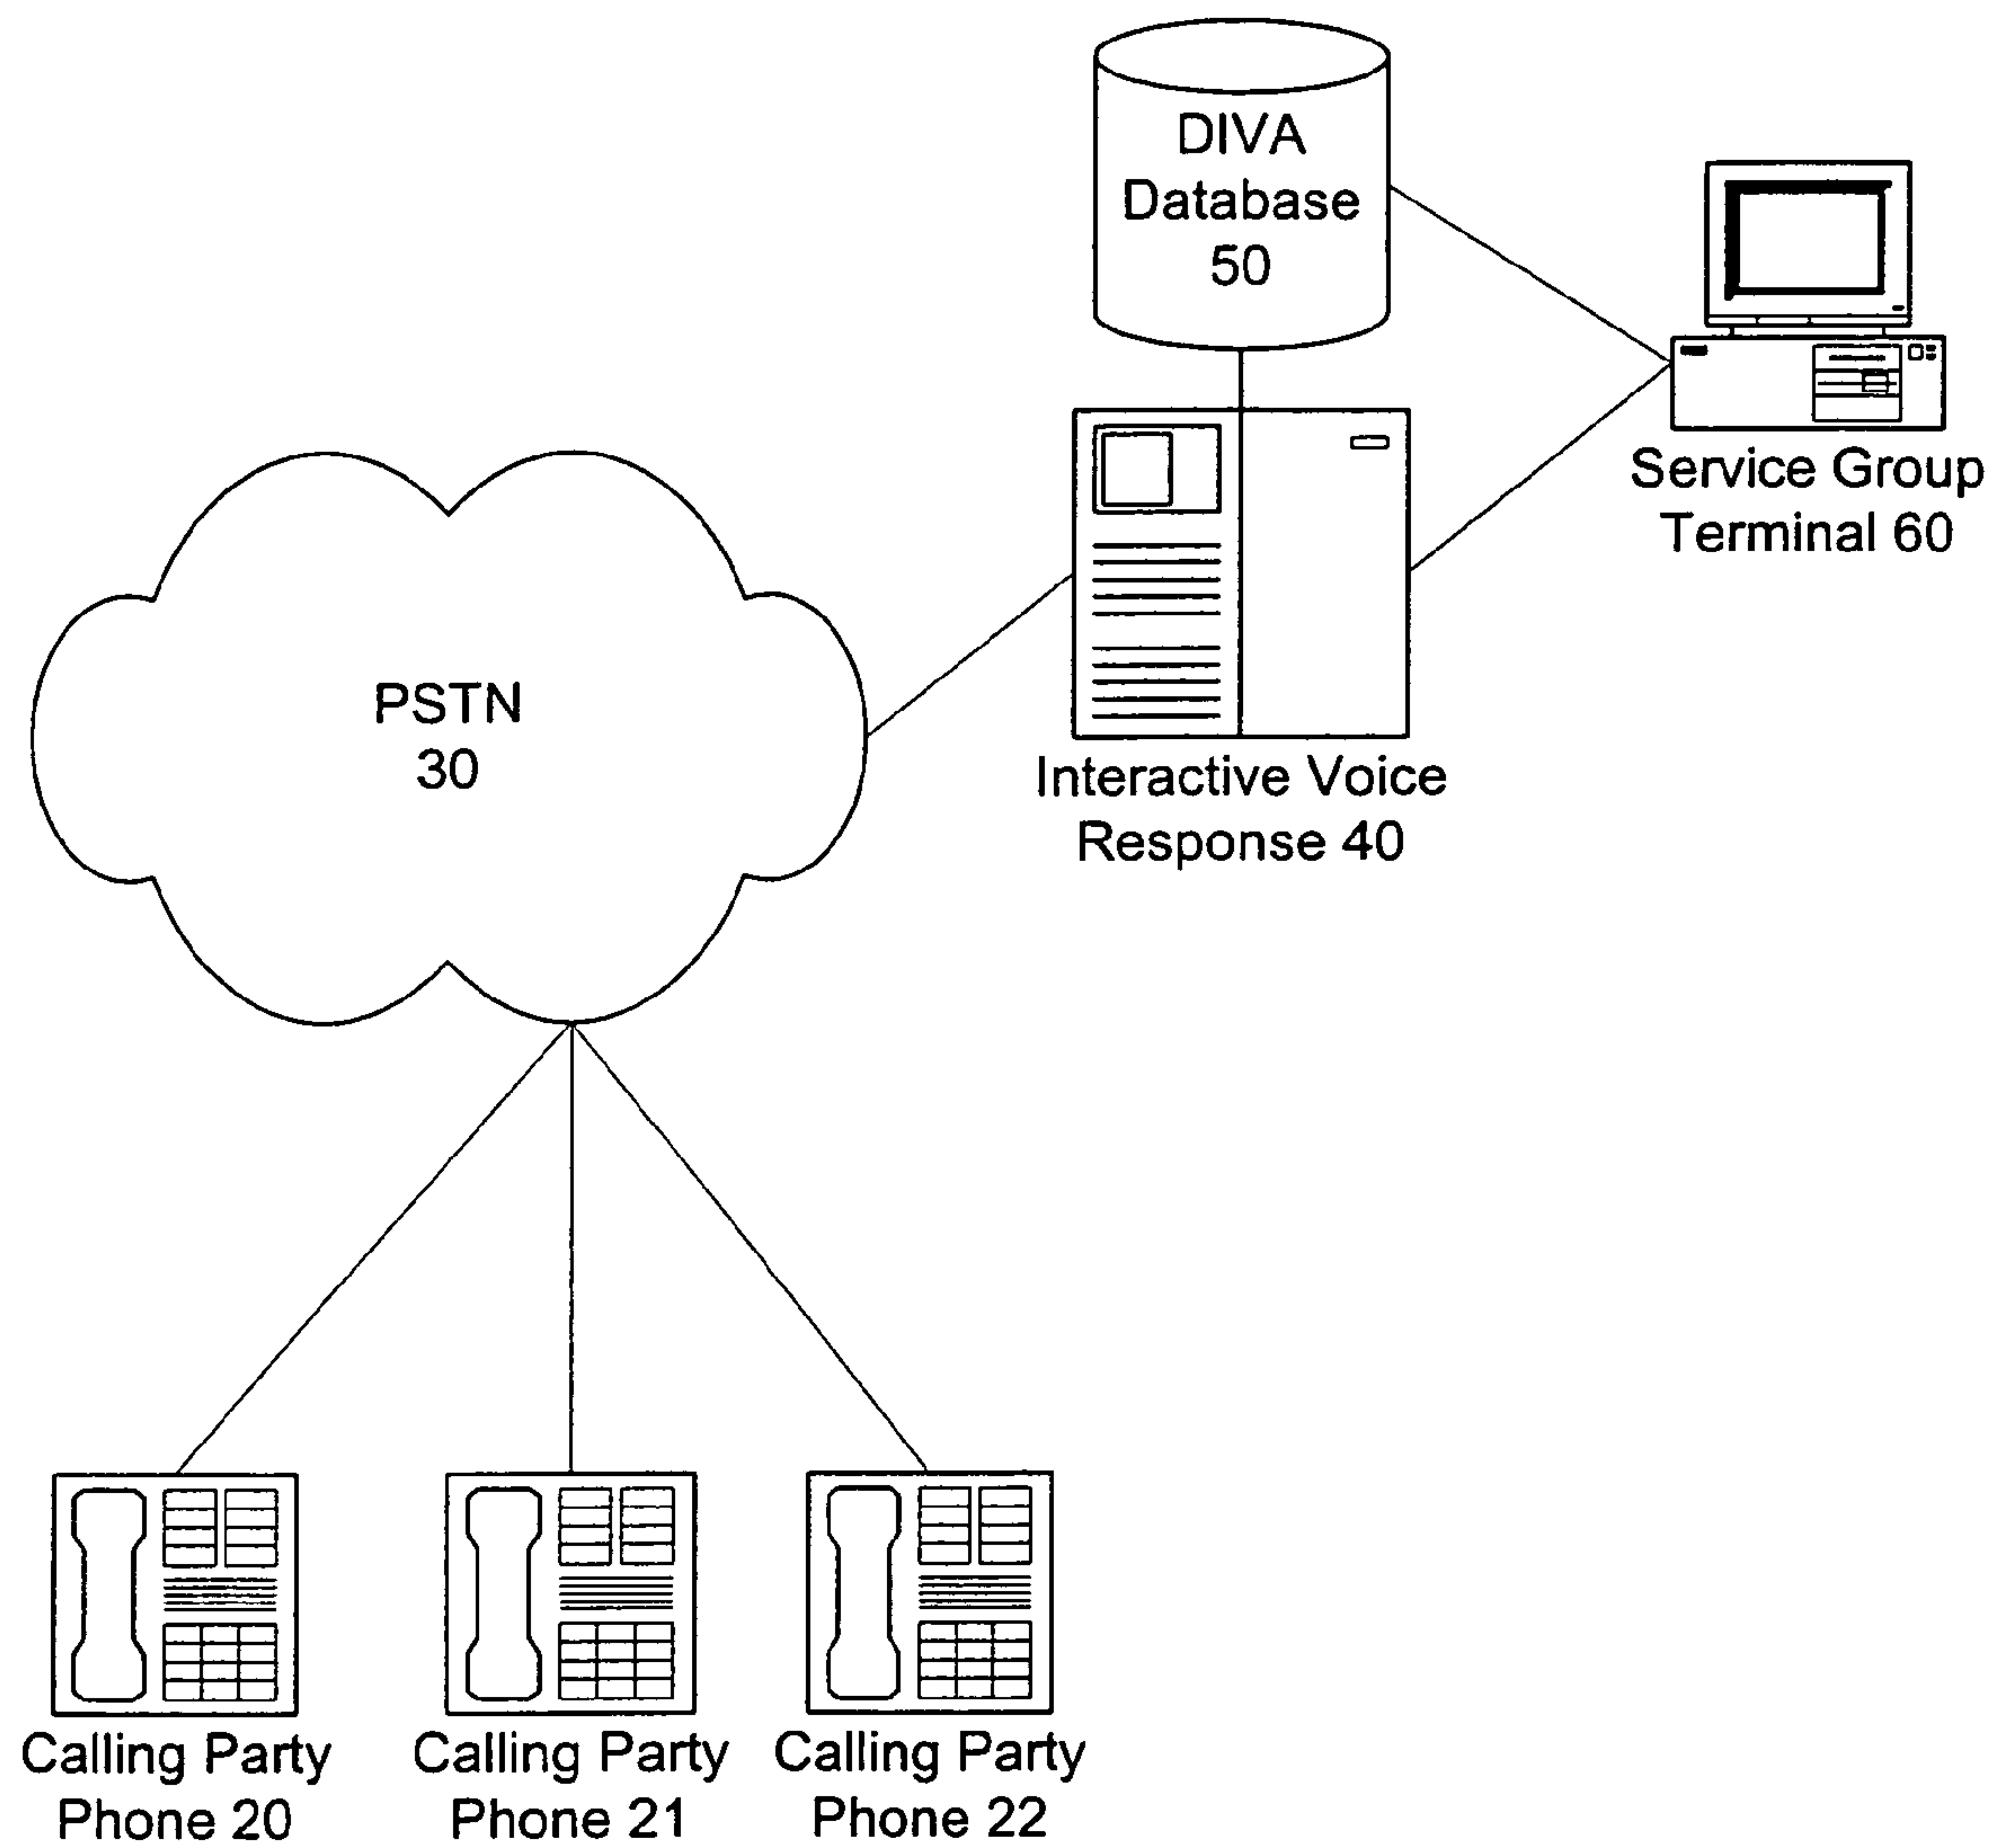 DIVA
Database
50
Service Group
Terminal 60
PSTN
30
Interactive Voice
Response 40
Calling Party
Phone 20
Calling Party
Phone 21
Calling Party
Phone 22